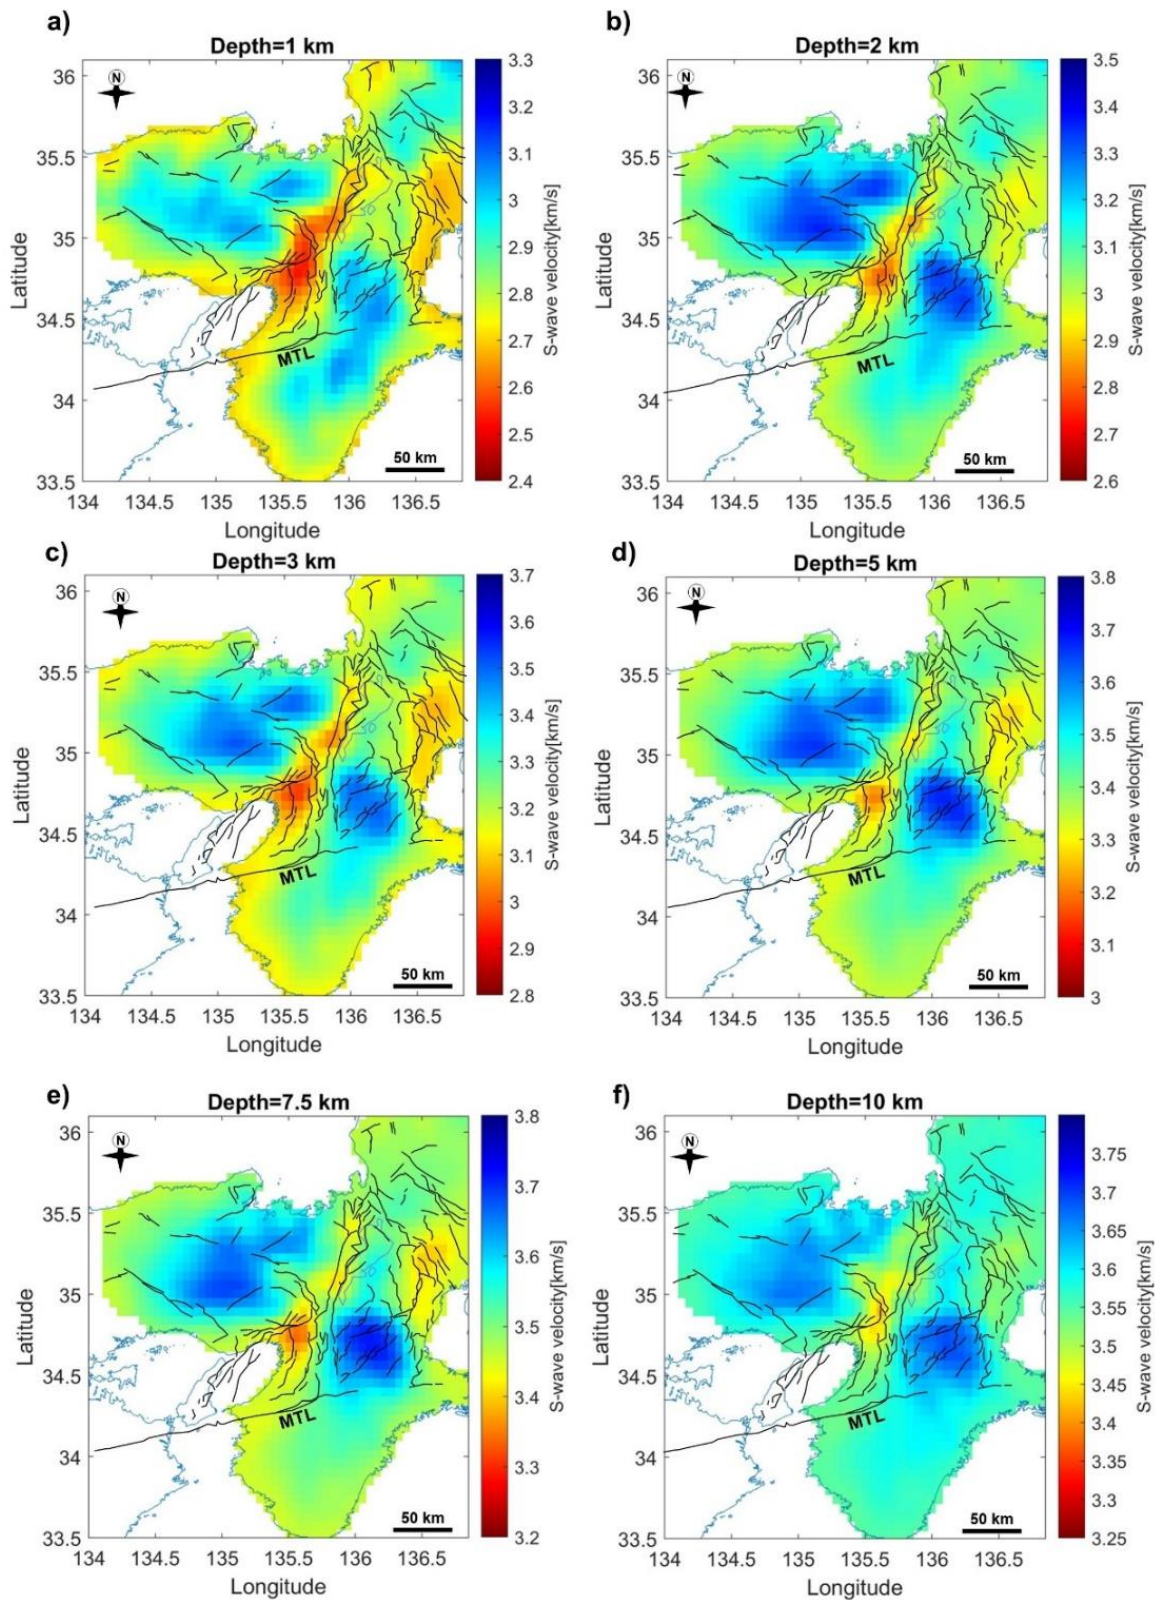 a)
Depth=1 km
N
36
35.5
35
34.5
34
33.5
Latitude
MTL
50 km
134 134.5 135 135.5 136 136.5
Longitude
3.3
3.2
3.1
3
2.9
2.8
2.7
2.6
2.5
2.4
S-wave velocity[km/s]
b)
Depth=2 km
N
36
35.5
35
34.5
34
33.5
Latitude
MTL
50 km
134 134.5 135 135.5 136 136.5
Longitude
3.5
3.4
3.3
3.2
3.1
3
2.9
2.8
2.7
2.6
S-wave velocity[km/s]
c)
Depth=3 km
N
36
35.5
35
34.5
34
33.5
Latitude
MTL
50 km
134 134.5 135 135.5 136 136.5
Longitude
3.7
3.6
3.5
3.4
3.3
3.2
3.1
3
2.9
2.8
S-wave velocity[km/s]
d)
Depth=5 km
N
36
35.5
35
34.5
34
33.5
Latitude
MTL
50 km
134 134.5 135 135.5 136 136.5
Longitude
3.8
3.7
3.6
3.5
3.4
3.3
3.2
3.1
3
S-wave velocity[km/s]
e)
Depth=7.5 km
N
36
35.5
35
34.5
34
33.5
Latitude
MTL
50 km
134 134.5 135 135.5 136 136.5
Longitude
3.8
3.7
3.6
3.5
3.4
3.3
3.2
S-wave velocity[km/s]
f)
Depth=10 km
N
36
35.5
35
34.5
34
33.5
Latitude
MTL
50 km
134 134.5 135 135.5 136 136.5
Longitude
3.75
3.7
3.65
3.6
3.55
3.5
3.45
3.4
3.35
3.3
3.25
S-wave velocity[km/s]